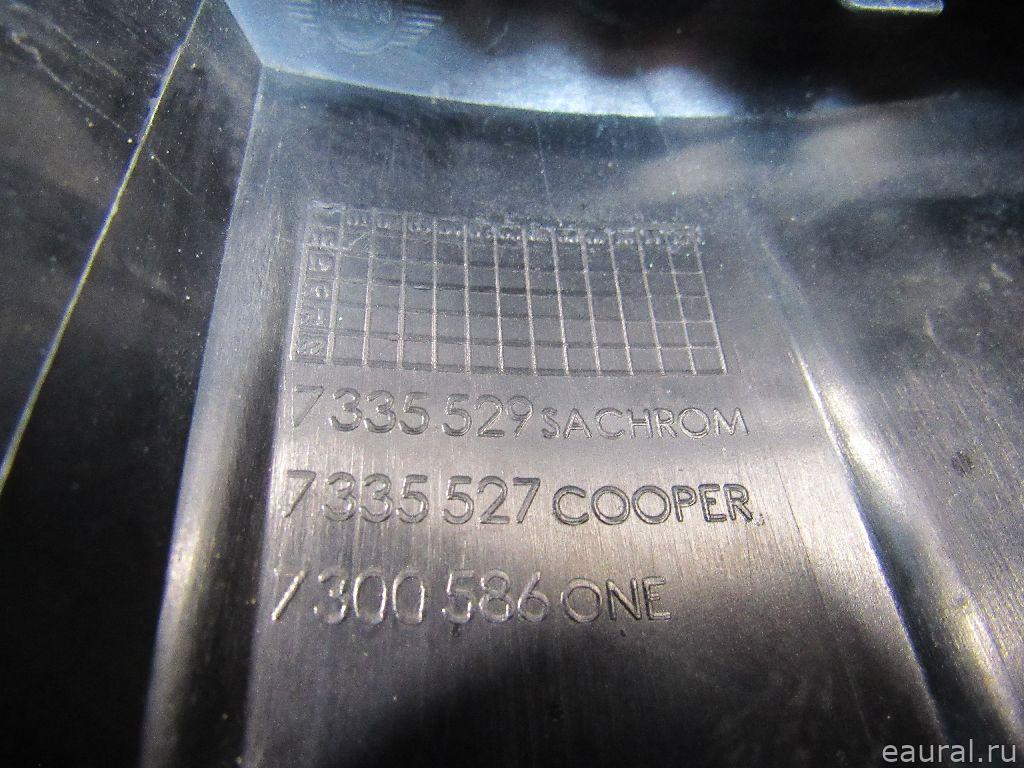 7 335 529 SACHROM
7 335 527 COOPER
7 300 586 ONE
eaural.ru